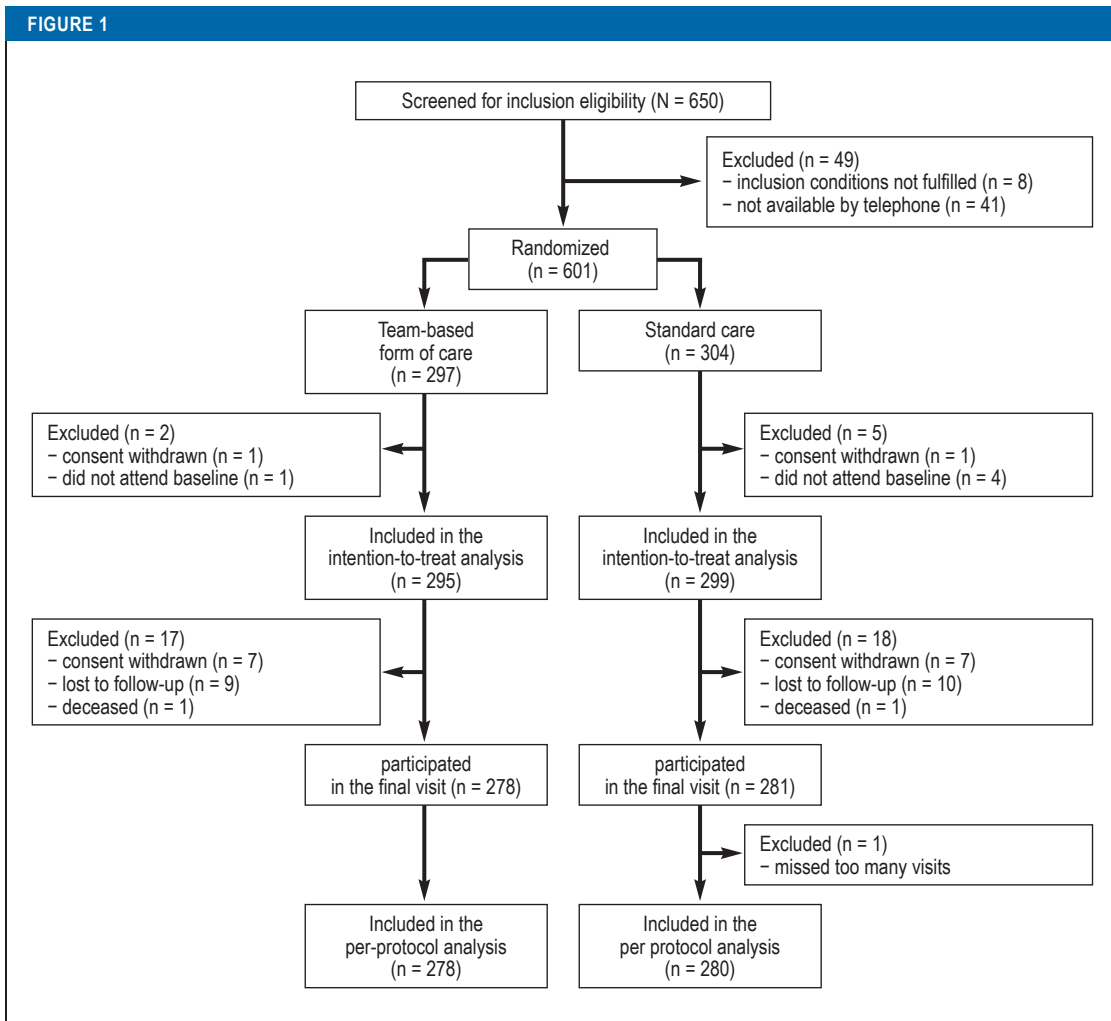 FIGURE 1
Screened for inclusion eligibility (N = 650)
Excluded (n = 49)
– inclusion conditions not fulfilled (n = 8)
– not available by telephone (n = 41)
Randomized
(n = 601)
Team-based
form of care
(n = 297)
Standard care
(n = 304)
Excluded (n = 2)
– consent withdrawn (n = 1)
– did not attend baseline (n = 1)
Excluded (n = 5)
– consent withdrawn (n = 1)
– did not attend baseline (n = 4)
Included in the
intention-to-treat analysis
(n = 295)
Included in the
intention-to-treat analysis
(n = 299)
Excluded (n = 17)
– consent withdrawn (n = 7)
– lost to follow-up (n = 9)
– deceased (n = 1)
Excluded (n = 18)
– consent withdrawn (n = 7)
– lost to follow-up (n = 10)
– deceased (n = 1)
participated
in the final visit (n = 278)
participated
in the final visit (n = 281)
Excluded (n = 1)
– missed too many visits
Included in the
per-protocol analysis
(n = 278)
Included in the
per protocol analysis
(n = 280)